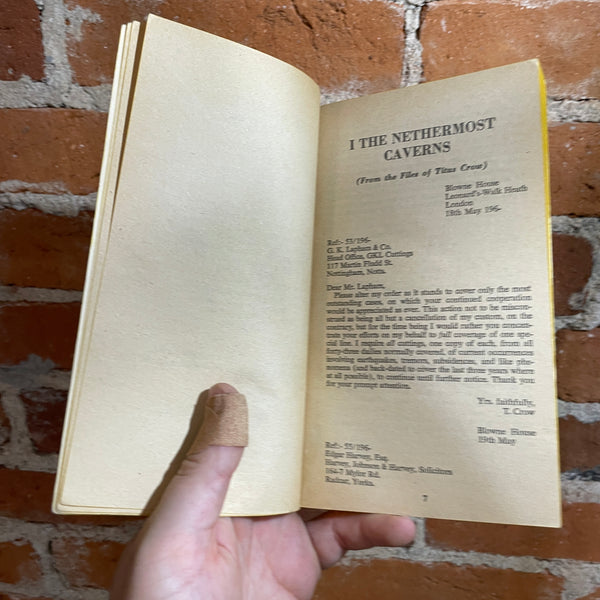 I THE NETHERMOST
CAVERNS
(From the Files of Titus Crow)
Blowne House
Leonard's-Walk Heath
London
18th May 196-
Ref:- 53/196-
G. K. Lapham & Co.
Head Office, GKL Cuttings
117 Martin Fludd St.
Nottingham, Notts.
Dear Mr. Lapham,
Please alter my order as it stands to cover only the most
outstanding cases, on which your continued cooperation
would be appreciated as ever. This action not to be miscon-
strued as being all but a cancellation of my custom, on the
contrary, but for the time being I would rather you concen-
trate your efforts on my behalf to full coverage of one spe-
cial line. I require all cuttings, one copy of each, from all
forty-three dailies normally covered, of current occurrences
involving earthquakes, tremors, subsidences, and like phe-
nomena (and back-dated to cover the last three years where
at all possible), to continue until further notice. Thank you
for your prompt attention.
Yrs. faithfully,
T. Crow
Blowne House
19th May
Ref:- 55/196-
Edgar Harvey, Esq.
Harvey, Johnson & Harvey, Solicitors
164-7 Mylor Rd.
Radnar, Yorks.
7